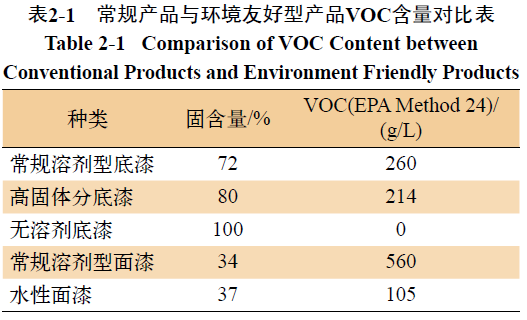 表2-1 常规产品与环境友好型产品VOC含量对比表
Table 2-1 Comparison of VOC Content between
Conventional Products and Environment Friendly Products
种类 固含量/% VOC(EPA Method 24)/
(g/L)
常规溶剂型底漆 72 260
高固体分底漆 80 214
无溶剂底漆 100 0
常规溶剂型面漆 34 560
水性面漆 37 105